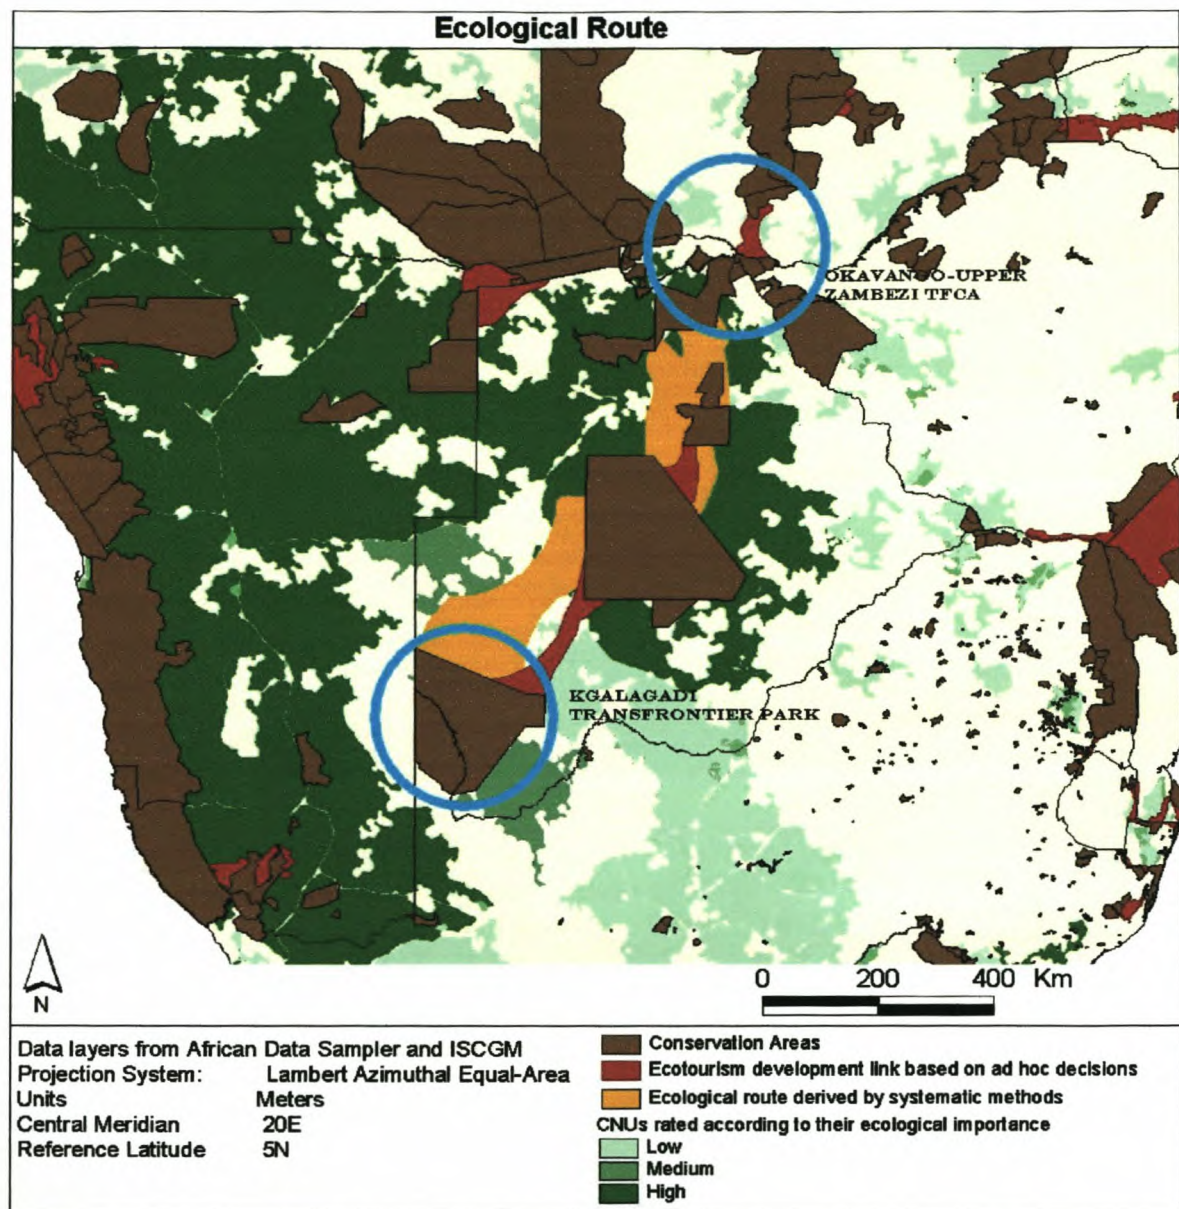 Ecological Route
OKAVANGO-UPPER
ZAMBEZI TFCA
KGALAGADI
TRANSFRONTIER PARK
N
0 200 400 Km
Data layers from African Data Sampler and ISCGM
Projection System: Lambert Azimuthal Equal-Area
Units Meters
Central Meridian 20E
Reference Latitude 5N
Conservation Areas
Ecotourism development link based on ad hoc decisions
Ecological route derived by systematic methods
CNUs rated according to their ecological importance
Low
Medium
High